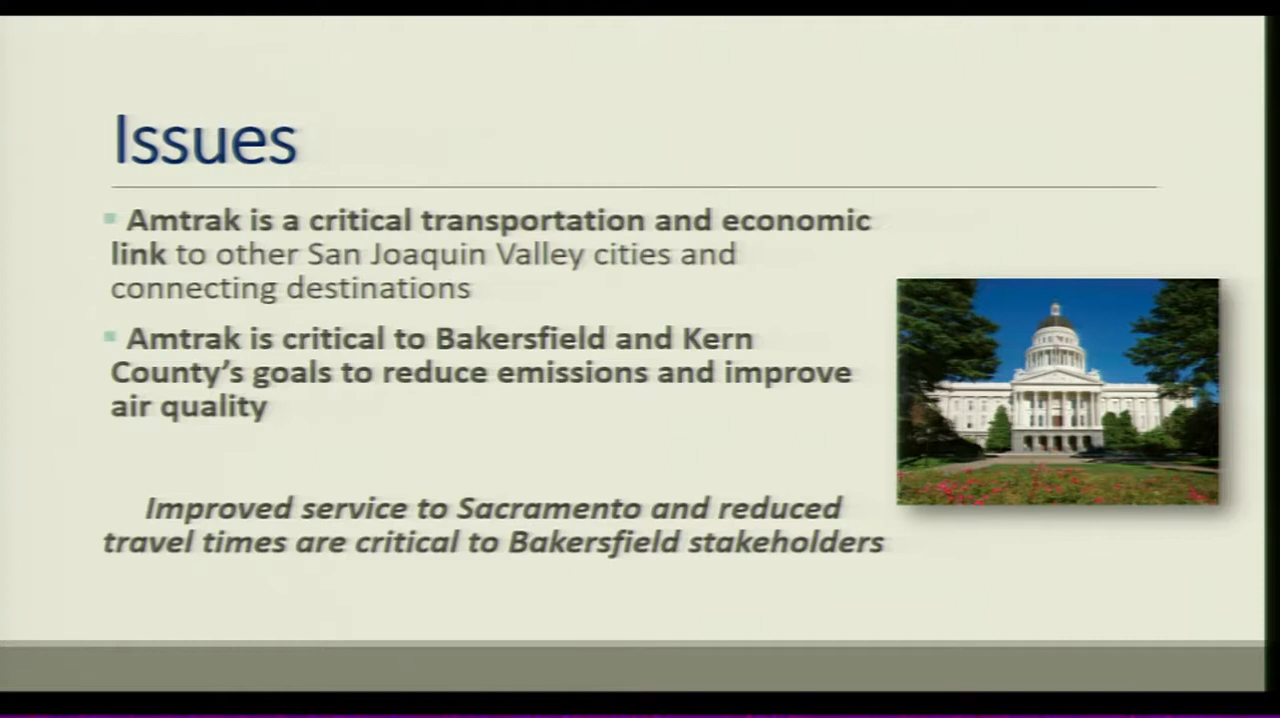 Issues
Amtrak is a critical transportation and economic
link to other San Joaquin Valley cities and
connecting destinations
Amtrak is critical to Bakersfield and Kern
County’s goals to reduce emissions and improve
air quality
Improved service to Sacramento and reduced
travel times are critical to Bakersfield stakeholders